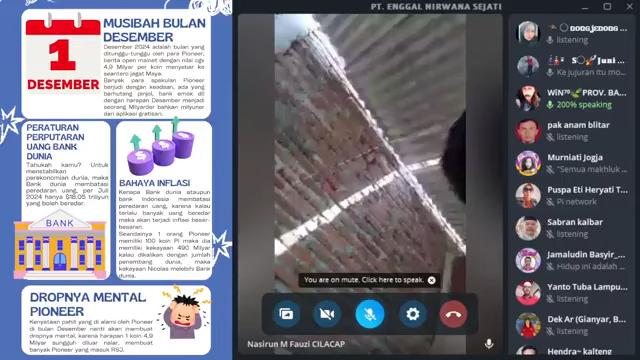 MUSIBAH BULAN
DESEMBER
1
DESEMBER
Desember 2024 adalah bulan yang
ditunggu-tunggu oleh para Pioneer,
berita open mainet dengan nilai cgv
4,9 Milyar per koin menyebar ke
seantero jagat Maya.
Banyak para spekulan Pioneer
berjudi dengan keadaan, ada yang
berhutang pinjol, bank emok dll
dengan harapan Desember menjadi
seorang Milyarder bahkan milyuner
dari aplikasi gratisan.
PERATURAN
PERPUTARAN
UANG BANK
DUNIA
Tahukah kamu? Untuk
menstabilkan
perekonomian dunia, maka
Bank dunia membatasi
peredaran uang, per Juli
2024 hanya $18.05 triliyun
yang boleh beredar.
BANK
BAHAYA INFLASI
Kenapa Bank dunia ataupun
bank Indonesia membatasi
peredaran uang, karena kalau
terlalu banyak uang beredar
maka akan terjadi inflasi besar-
besaran.
Seandainya 1 orang Pioneer
memiliki 100 koin Pi maka dia
memiliki kekayaan 490 Milyar
kalau dikalikan dengan jumlah
penambang dunia, maka
kekayaan Nicolas melebihi Bank
dunia.
DROPNYA MENTAL
PIONEER
Kenyataan pahit yang di alami oleh Pioneer
di bulan Desember nanti akan membuat
dropnya mental, karena harapan 1 koin 4,9
Milyar sungguh diluar nalar, membuat
banyak Pioneer yang masuk RSJ.
PT. ENGGAL NIRWANA SEJATI
You are on mute. Click here to speak.
Nasirun M Fauzi CILACAP
listening
Ke jujuran itu mo...
WiN⁷⁰🌿PROV. BA...
200% speaking
pak anam blitar
listening
Murniati Jogja
"Semua makhluk ...
Puspa Eti Heryati T...
Pi network
Sabran kalbar
listening
Jamaludin Basyir_...
Hidup ini adalah ...
Yanto Tuba Lampu...
listening
Dek Ar (Gianyar, B...
listening
Hendra~ kalteng